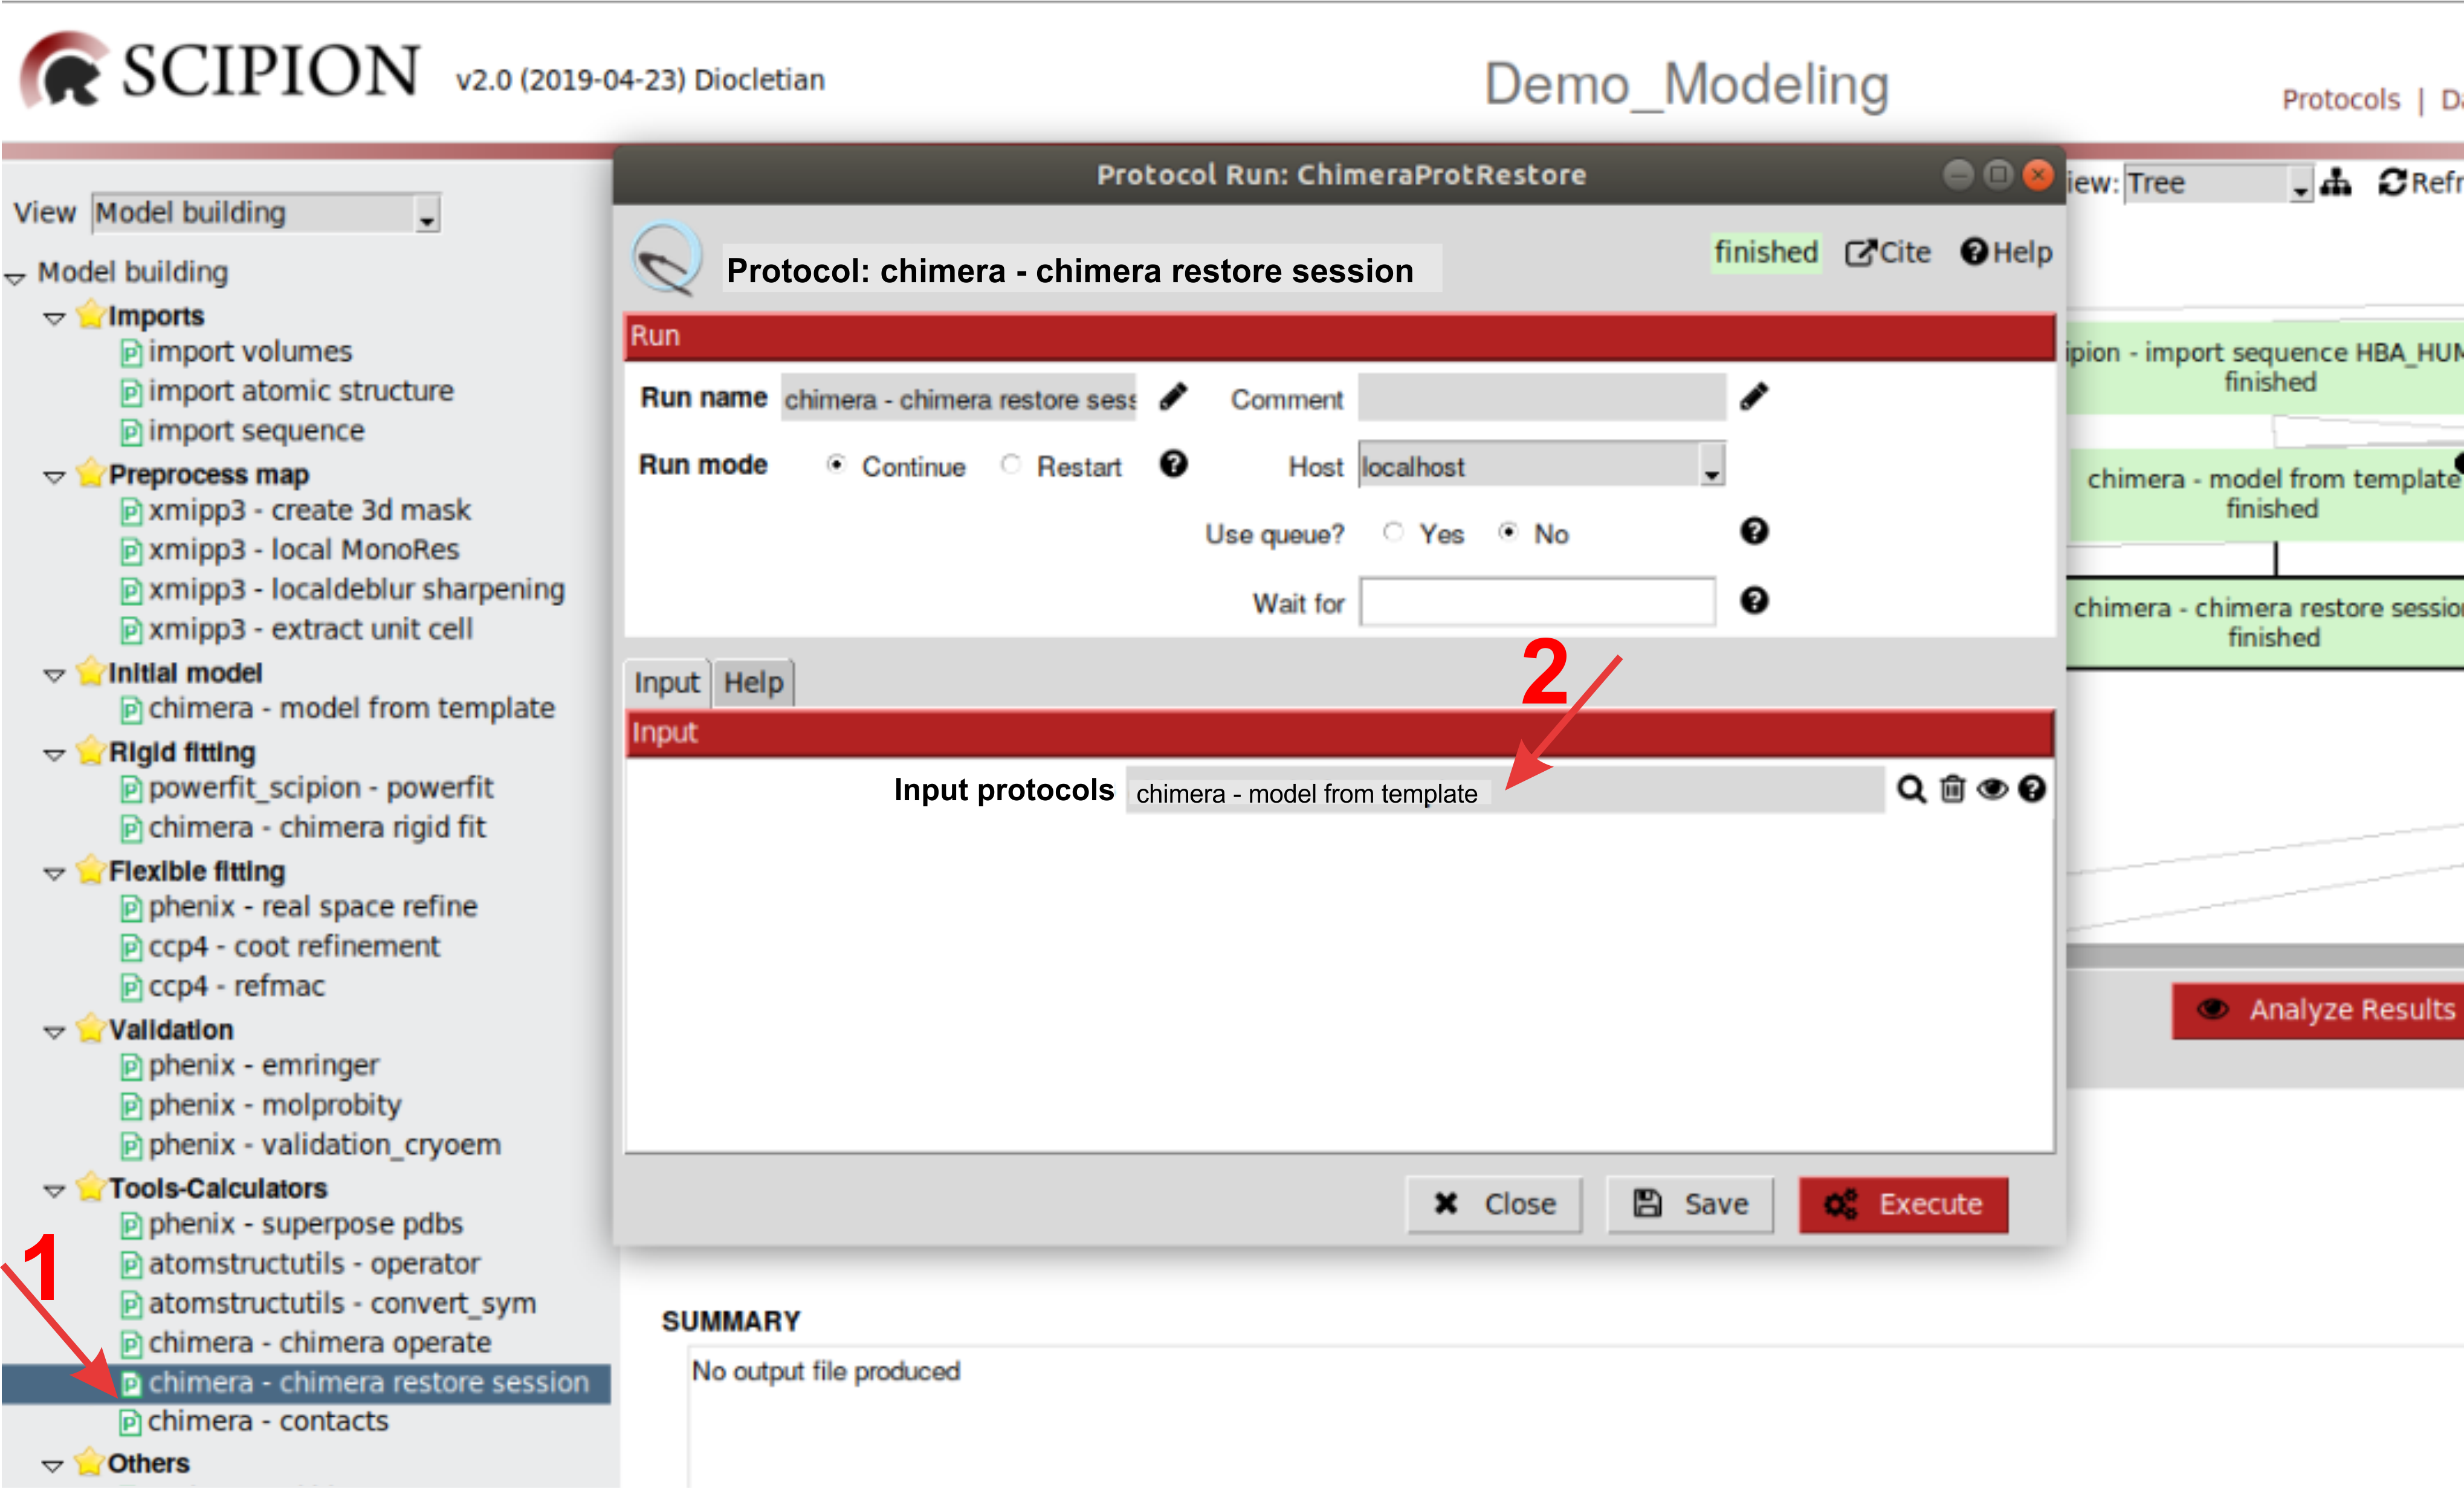 SCIPION v2.0 (2019-04-23) Diocletian
Demo_Modeling
Protocols |
View Model building
Model building
Imports
import volumes
import atomic structure
import sequence
Preprocess map
xmipp3 - create 3d mask
xmipp3 - local MonoRes
xmipp3 - localdeblur sharpening
xmipp3 - extract unit cell
Initial model
chimera - model from template
Rigid fitting
powerfit_scipion - powerfit
chimera - chimera rigid fit
Flexible fitting
phenix - real space refine
ccp4 - coot refinement
ccp4 - refmac
Validation
phenix - emringer
phenix - molprobity
phenix - validation_cryoem
Tools-Calculators
phenix - superpose pdbs
atomstructutils - operator
atomstructutils - convert_sym
chimera - chimera operate
chimera - chimera restore session
chimera - contacts
Others
1
Protocol Run: ChimeraProtRestore
Protocol: chimera - chimera restore session
finished Cite Help
Run
Run name chimera - chimera restore sess Comment
Run mode Continue Restart Host localhost
Use queue? Yes No
Wait for
2
Input Help
Input
Input protocols chimera - model from template
Close Save Execute
iew: Tree Refr
ipion - import sequence HBA_HUM
finished
chimera - model from template
finished
chimera - chimera restore session
finished
Analyze Results
SUMMARY
No output file produced